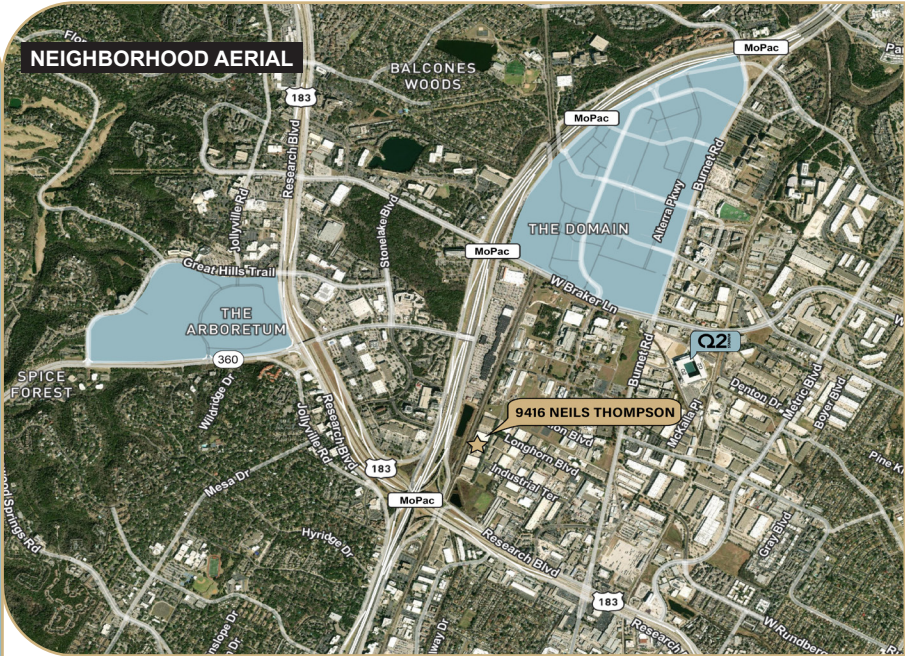 NEIGHBORHOOD AERIAL
MoPac
BALCONES
WOODS
183
MoPac
Research Blvd
Burnet Rd
Jollyville Rd
Alterra Pkwy
Stonelake Blvd
THE DOMAIN
MoPac
Great Hills Trail
W Braker Ln
THE
ARBORETUM
360
Q2
Burnet Rd
SPICE
FOREST
Wildridge Dr
McKalla Pl
Denton Dr
Metric Blvd
Boyer Blvd
9416 NEILS THOMPSON
Jollyville Rd
Research Blvd
Longhorn Blvd
183
Industrial Ter
Mesa Dr
MoPac
Gray Blvd
Hyridge Dr
Research Blvd
183
Research
W Rundberg